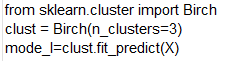 from sklearn.cluster import Birch
clust = Birch(n_clusters=3)
mode_l=clust.fit_predict(X)